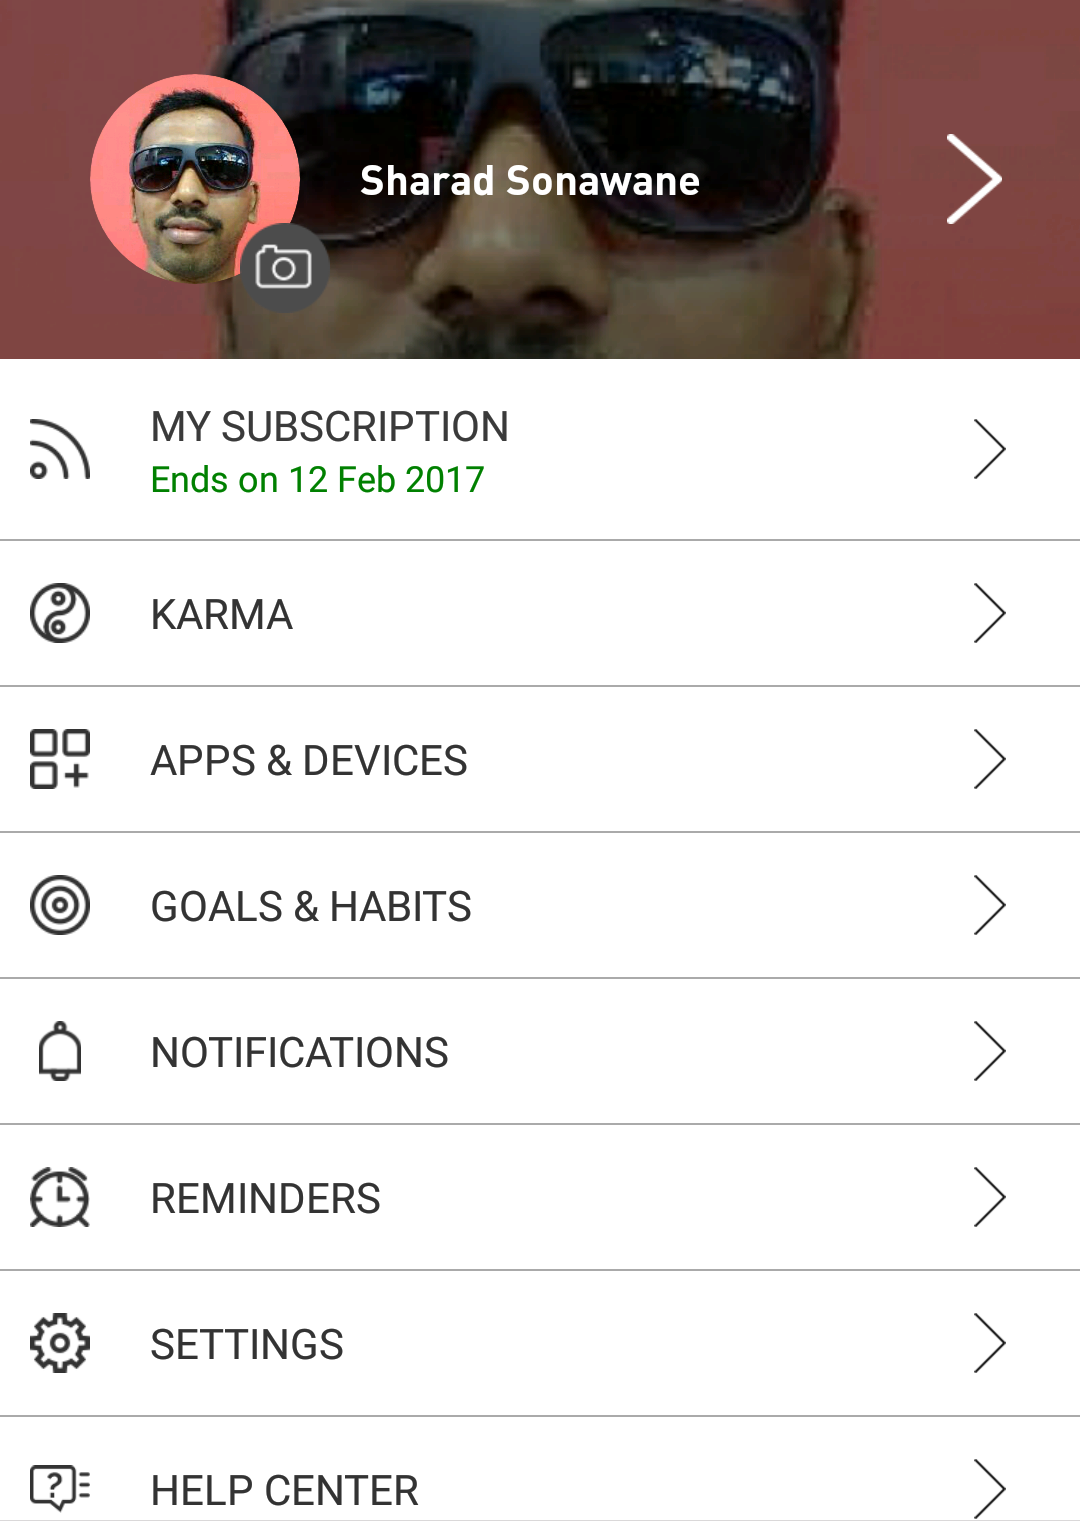 Sharad Sonawane
MY SUBSCRIPTION
Ends on 12 Feb 2017
KARMA
APPS & DEVICES
GOALS & HABITS
NOTIFICATIONS
REMINDERS
SETTINGS
HELP CENTER